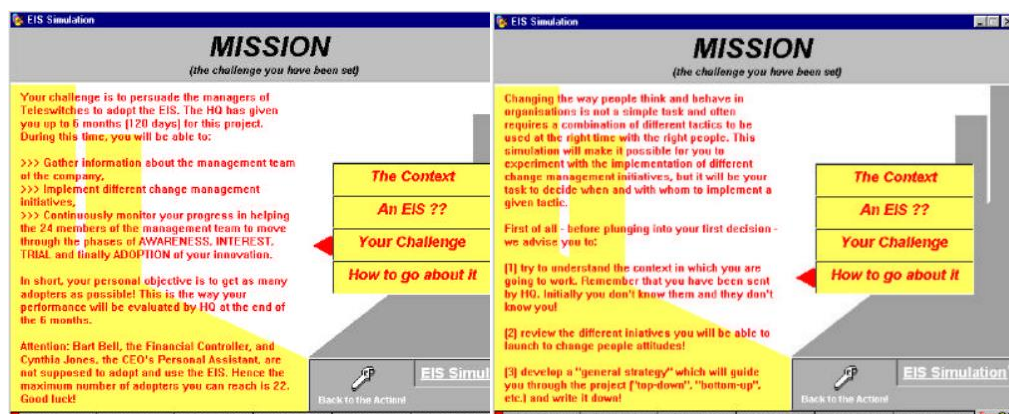 EIS Simulation
MISSION
(the challenge you have been set)
Your challenge is to persuade the managers of
Teleswitches to adopt the EIS. The HQ has given
you up to 6 months (120 days) for this project.
During this time, you will be able to:
>>> Gather information about the management team
of the company,
>>> Implement different change management
initiatives,
>>> Continuously monitor your progress in helping
the 24 members of the management team to move
through the phases of AWARENESS, INTEREST,
TRIAL and finally ADOPTION of your innovation.
In short, your personal objective is to get as many
adopters as possible! This is the way your
performance will be evaluated by HQ at the end of
the 6 months.
Attention: Bart Bell, the Financial Controller, and
Cynthia Jones, the CEO's Personal Assistant, are
not supposed to adopt and use the EIS. Hence the
maximum number of adopters you can reach is 22.
Good luck!
The Context
An EIS ??
Your Challenge
How to go about it
Back to the Action!
EIS Simul
EIS Simulation
MISSION
(the challenge you have been set)
Changing the way people think and behave in
organisations is not a simple task and often
requires a combination of different tactics to be
used at the right time with the right people. This
simulation will make it possible for you to
experiment with the implementation of different
change management initiatives, but it will be your
task to decide when and with whom to implement a
given tactic.
First of all - before plunging into your first decision -
we advise you to:
(1) try to understand the context in which you are
going to work. Remember that you have been sent
by HQ. Initially you don't know them and they don't
know you!
(2) review the different iniatives you will be able to
launch to change people attitudes!
(3) develop a "general strategy" which will guide
you through the project ("top-down", "bottom-up",
etc.) and write it down!
The Context
An EIS ??
Your Challenge
How to go about it
Back to the Action!
EIS Simulation